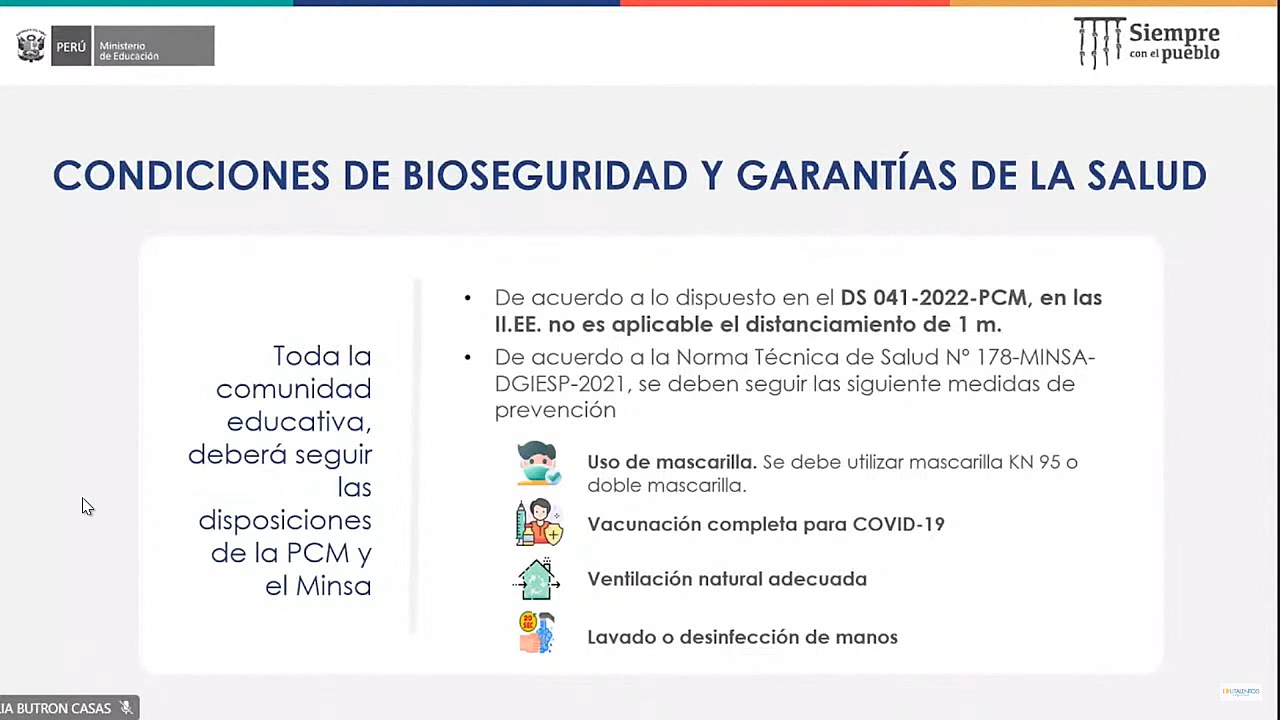 PERÚ
Ministerio
de Educación
Siempre
con el pueblo
CONDICIONES DE BIOSEGURIDAD Y GARANTÍAS DE LA SALUD
Toda la
comunidad
educativa,
deberá seguir
las
disposiciones
de la PCM y
el Minsa
• De acuerdo a lo dispuesto en el DS 041-2022-PCM, en las
II.EE. no es aplicable el distanciamiento de 1 m.
• De acuerdo a la Norma Técnica de Salud N° 178-MINSA-
DGIESP-2021, se deben seguir las siguiente medidas de
prevención
Uso de mascarilla. Se debe utilizar mascarilla KN 95 o
doble mascarilla.
Vacunación completa para COVID-19
Ventilación natural adecuada
20
SEC
Lavado o desinfección de manos
LIA BUTRON CASAS